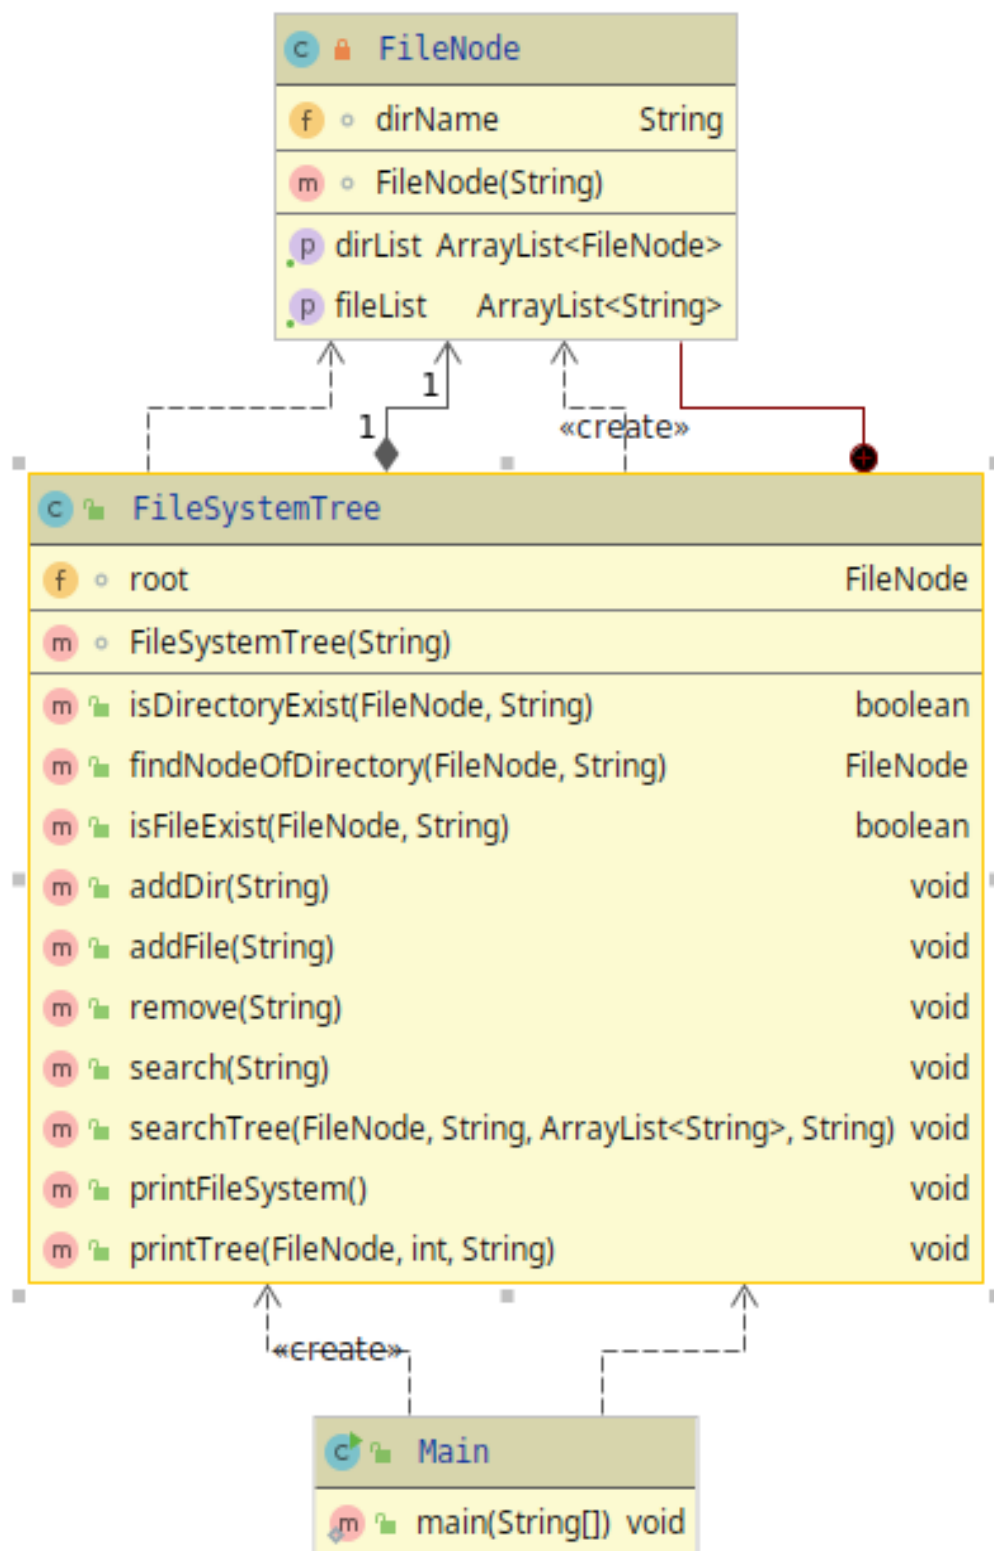 C FileNode
f dirName String
m FileNode(String)
p dirList ArrayList<FileNode>
p fileList ArrayList<String>
1
1
«create»
C FileSystemTree
f root FileNode
m FileSystemTree(String)
m isDirectoryExist(FileNode, String) boolean
m findNodeOfDirectory(FileNode, String) FileNode
m isFileExist(FileNode, String) boolean
m addDir(String) void
m addFile(String) void
m remove(String) void
m search(String) void
m searchTree(FileNode, String, ArrayList<String>, String) void
m printFileSystem() void
m printTree(FileNode, int, String) void
«create»
C Main
m main(String[]) void